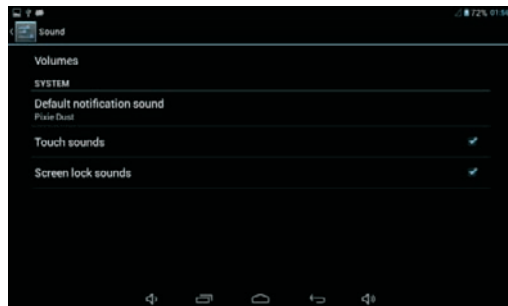 72% 01:56
Sound
Volumes
SYSTEM
Default notification sound
Pixie Dust
Touch sounds
Screen lock sounds